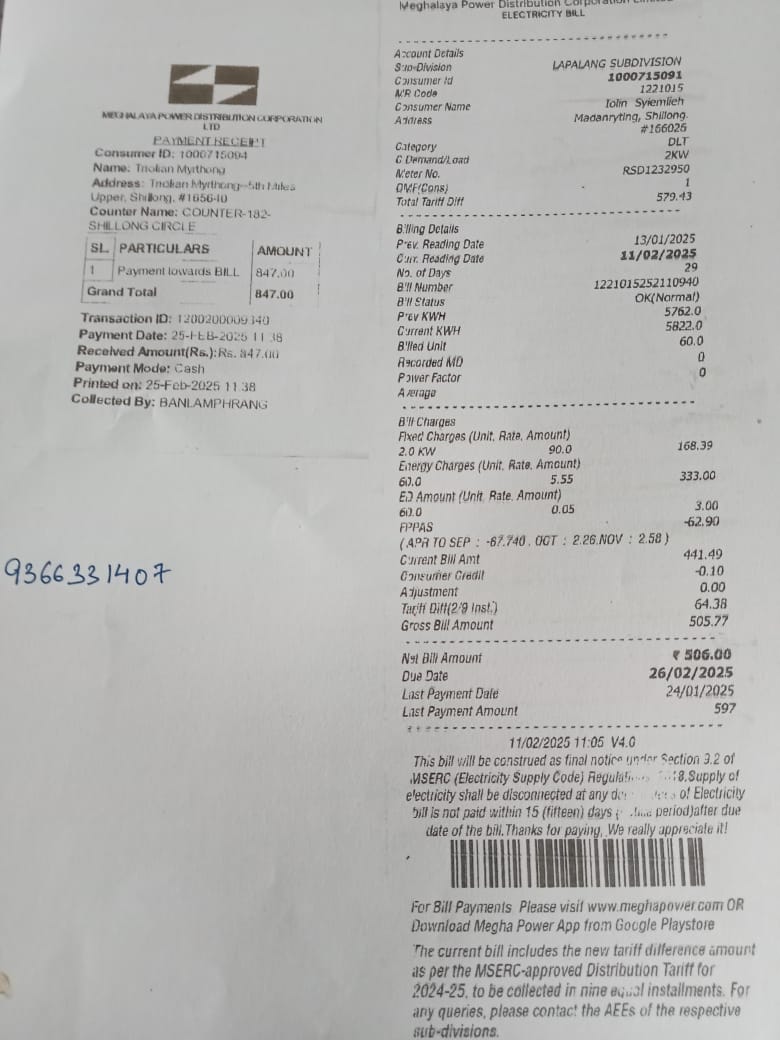 MEGHALAYA POWER DISTRIBUTION CORPORATION
LTD
PAYMENT RECEIPT
Consumer ID: 1000715094
Name: Triolian Myrthong
Address: Myrthong-5th Miles
Upper, Shillong, #165640
Counter Name: COUNTER-182-
SHILLONG CIRCLE
SL. PARTICULARS AMOUNT
1 Payment towards BILL 847.00
Grand Total 847.00
Transaction ID: 1200200009340
Payment Date: 25-FEB-2025 11 38
Received Amount(Rs.):Rs. 847.00
Payment Mode: Cash
Printed on: 25-Feb-2025 11.38
Collected By: BANLAMPHRANG
9366331407
Meghalaya Power Distribution Corporation Limited
ELECTRICITY BILL
Account Details
Sub-Division LAPALANG SUBDIVISION
Consumer Id 1000715091
MR Code 1221015
Consumer Name Iolin Syiemlieh
Address Madanryting, Shillong.
#166026
Category DLT
C Demand/Load 2KW
Meter No. RSD1232950
OMF(Cons) 1
Total Tariff Diff 579.43
Billing Details
Prev. Reading Date 13/01/2025
Curr. Reading Date 11/02/2025
No. of Days 29
Bill Number 1221015252110940
Bill Status OK(Normal)
Prev KWH 5762.0
Current KWH 5822.0
Billed Unit 60.0
Recorded MD 0
Power Factor 0
Average
Bill Charges
Fixed Charges (Unit, Rate, Amount)
2.0 KW 90.0 168.39
Energy Charges (Unit, Rate, Amount)
60.0 5.55 333.00
ED Amount (Unit, Rate, Amount)
60.0 0.05 3.00
FPPAS -62.90
(APR TO SEP : -67.740, OCT : 2.26,NOV : 2.58)
Current Bill Amt 441.49
Consumer Credit -0.10
Adjustment 0.00
Tariff Diff(2/9 Inst.) 64.38
Gross Bill Amount 505.77
Net Bill Amount ₹ 506.00
Due Date 26/02/2025
Last Payment Date 24/01/2025
Last Payment Amount 597
11/02/2025 11:05 V4.0
This bill will be construed as final notice under Section 9.2 of
MSERC (Electricity Supply Code) 8.Supply of
electricity shall be disconnected at any of Electricity
bill is not paid within 15 (fifteen) days period)after due
date of the bill.Thanks for paying, We really appreciate it!
For Bill Payments Please visit www.meghapower.com OR
Download Megha Power App from Google Playstore
The current bill includes the new tariff difference amount
as per the MSERC-approved Distribution Tariff for
2024-25, to be collected in nine equal installments. For
any queries, please contact the AEEs of the respective
sub-divisions.